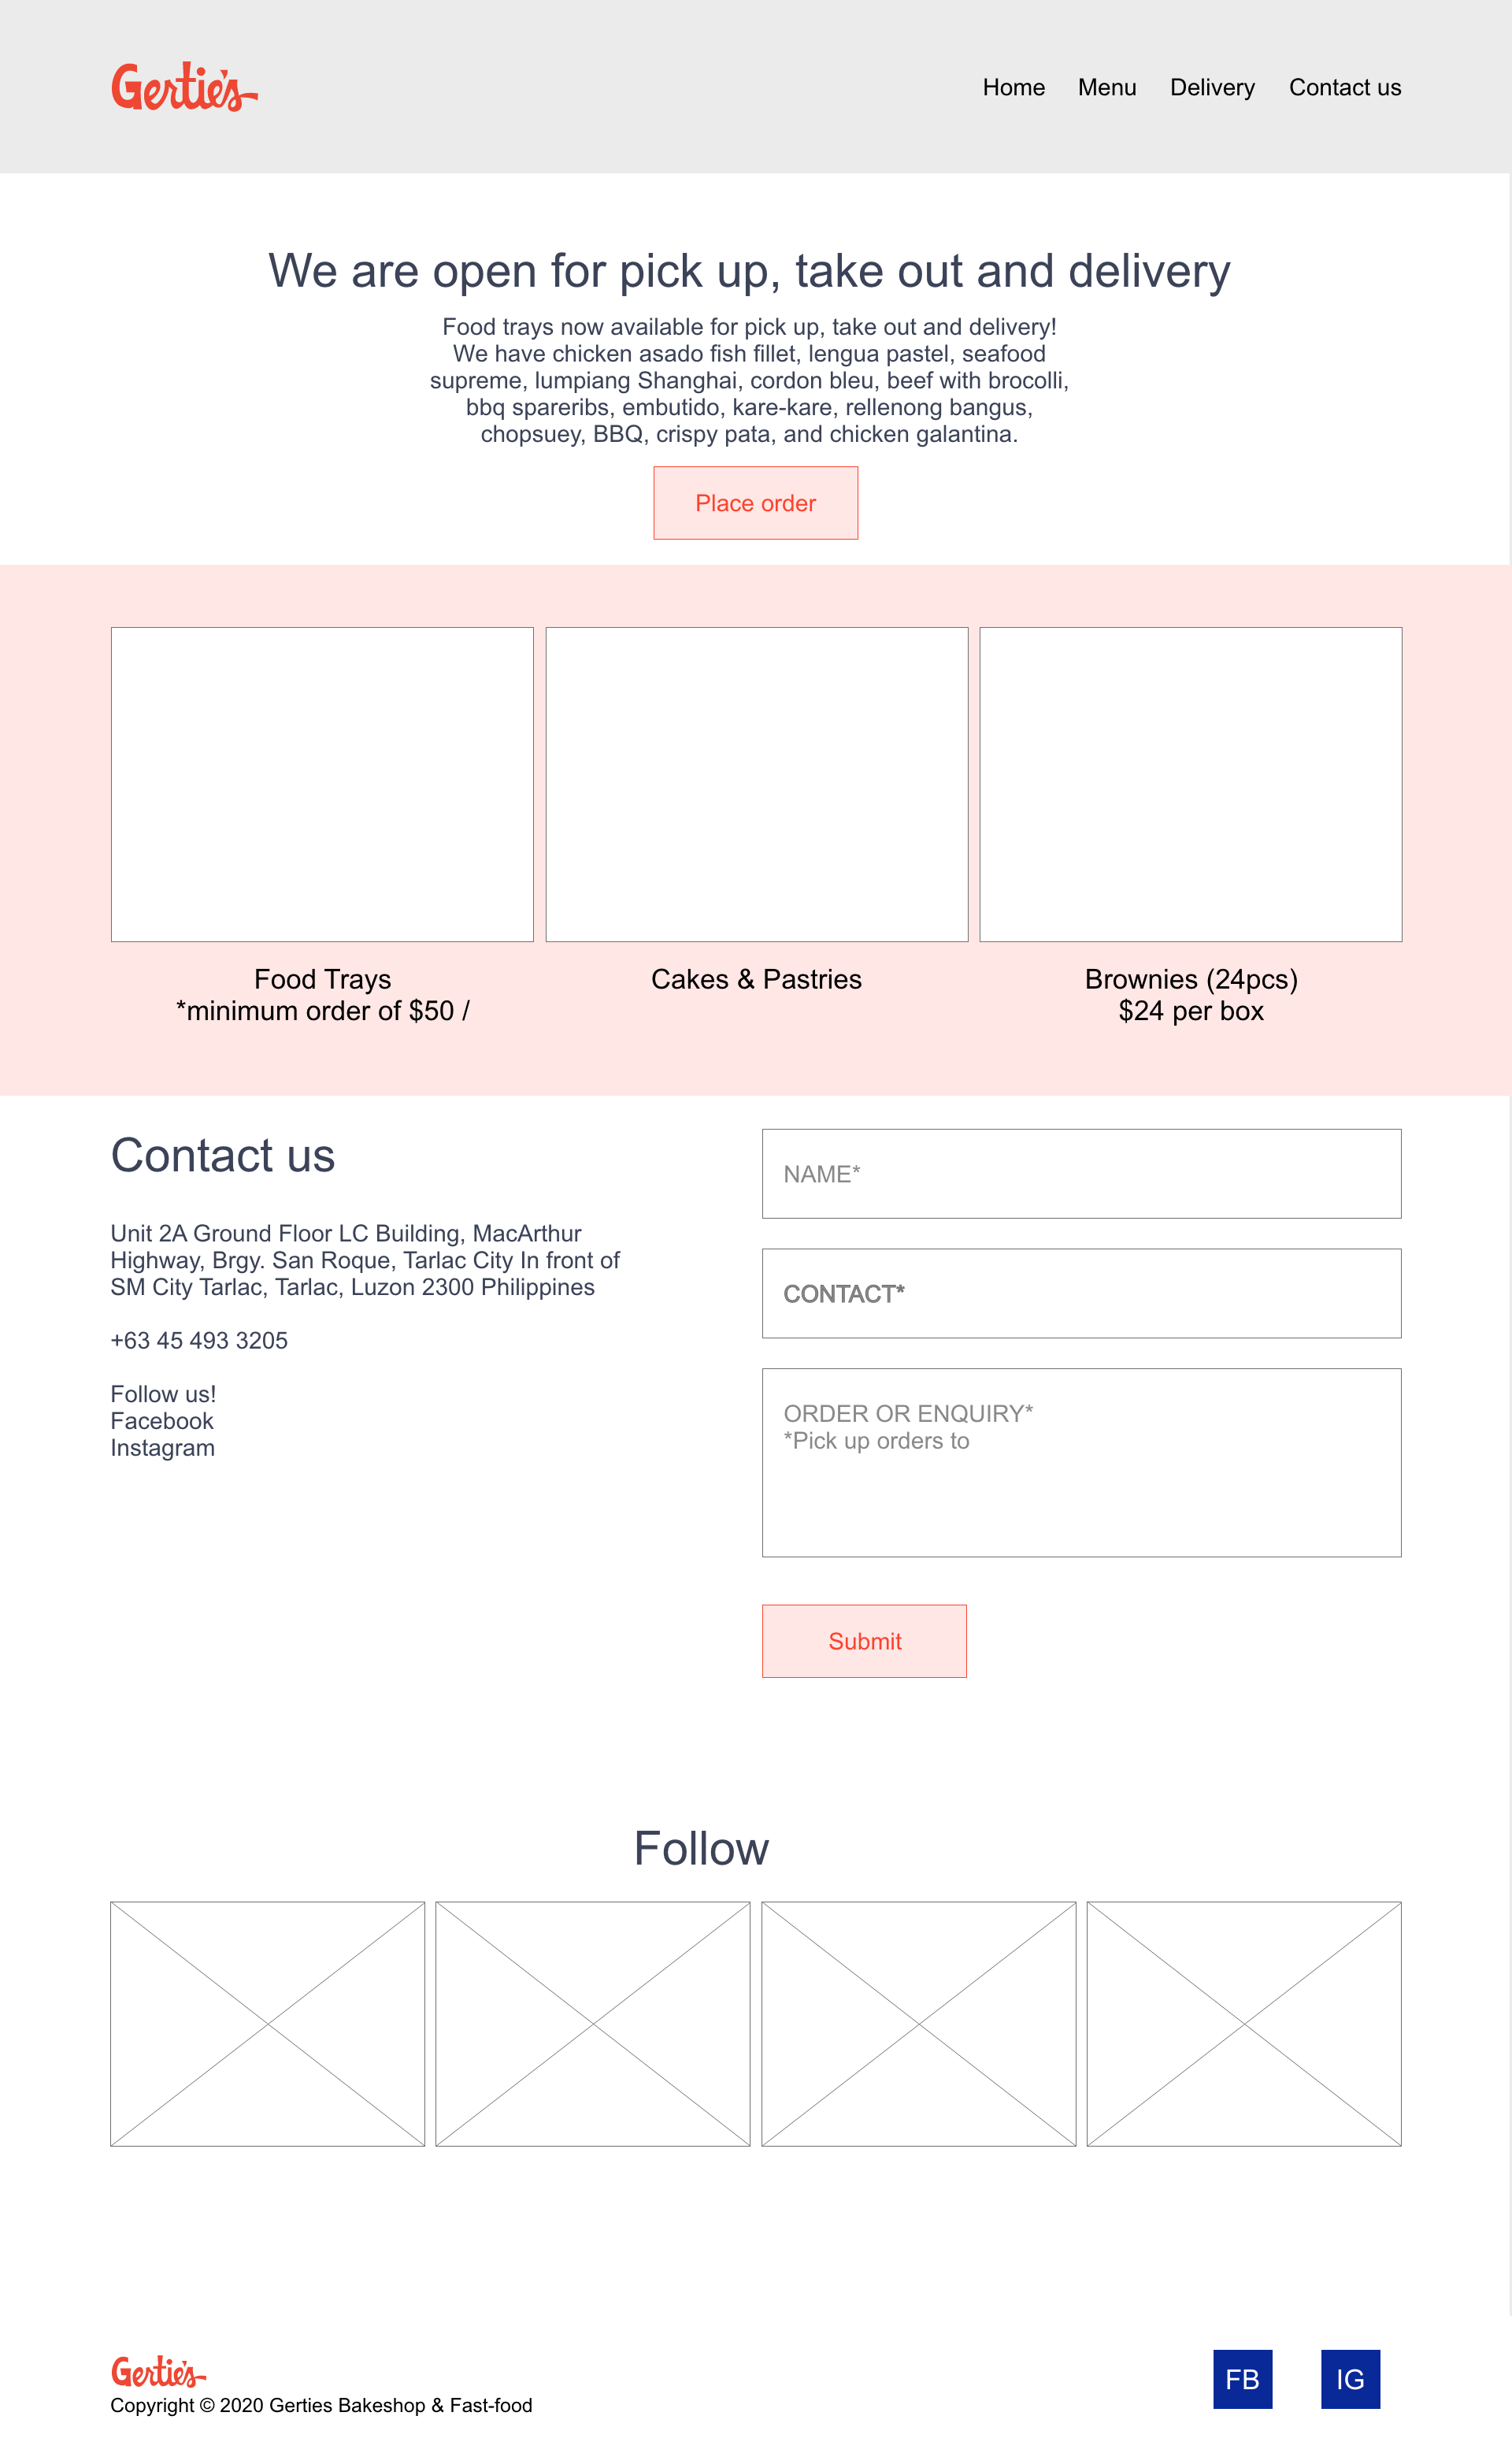 Gertie's
Home Menu Delivery Contact us
We are open for pick up, take out and delivery
Food trays now available for pick up, take out and delivery!
We have chicken asado fish fillet, lengua pastel, seafood
supreme, lumpiang Shanghai, cordon bleu, beef with brocolli,
bbq spareribs, embutido, kare-kare, rellenong bangus,
chopsuey, BBQ, crispy pata, and chicken galantina.
Place order
Food Trays
*minimum order of $50 /
Cakes & Pastries
Brownies (24pcs)
$24 per box
Contact us
Unit 2A Ground Floor LC Building, MacArthur
Highway, Brgy. San Roque, Tarlac City In front of
SM City Tarlac, Tarlac, Luzon 2300 Philippines
+63 45 493 3205
Follow us!
Facebook
Instagram
NAME*
CONTACT*
ORDER OR ENQUIRY*
*Pick up orders to
Submit
Follow
Gertie's
Copyright © 2020 Gerties Bakeshop & Fast-food
FB
IG